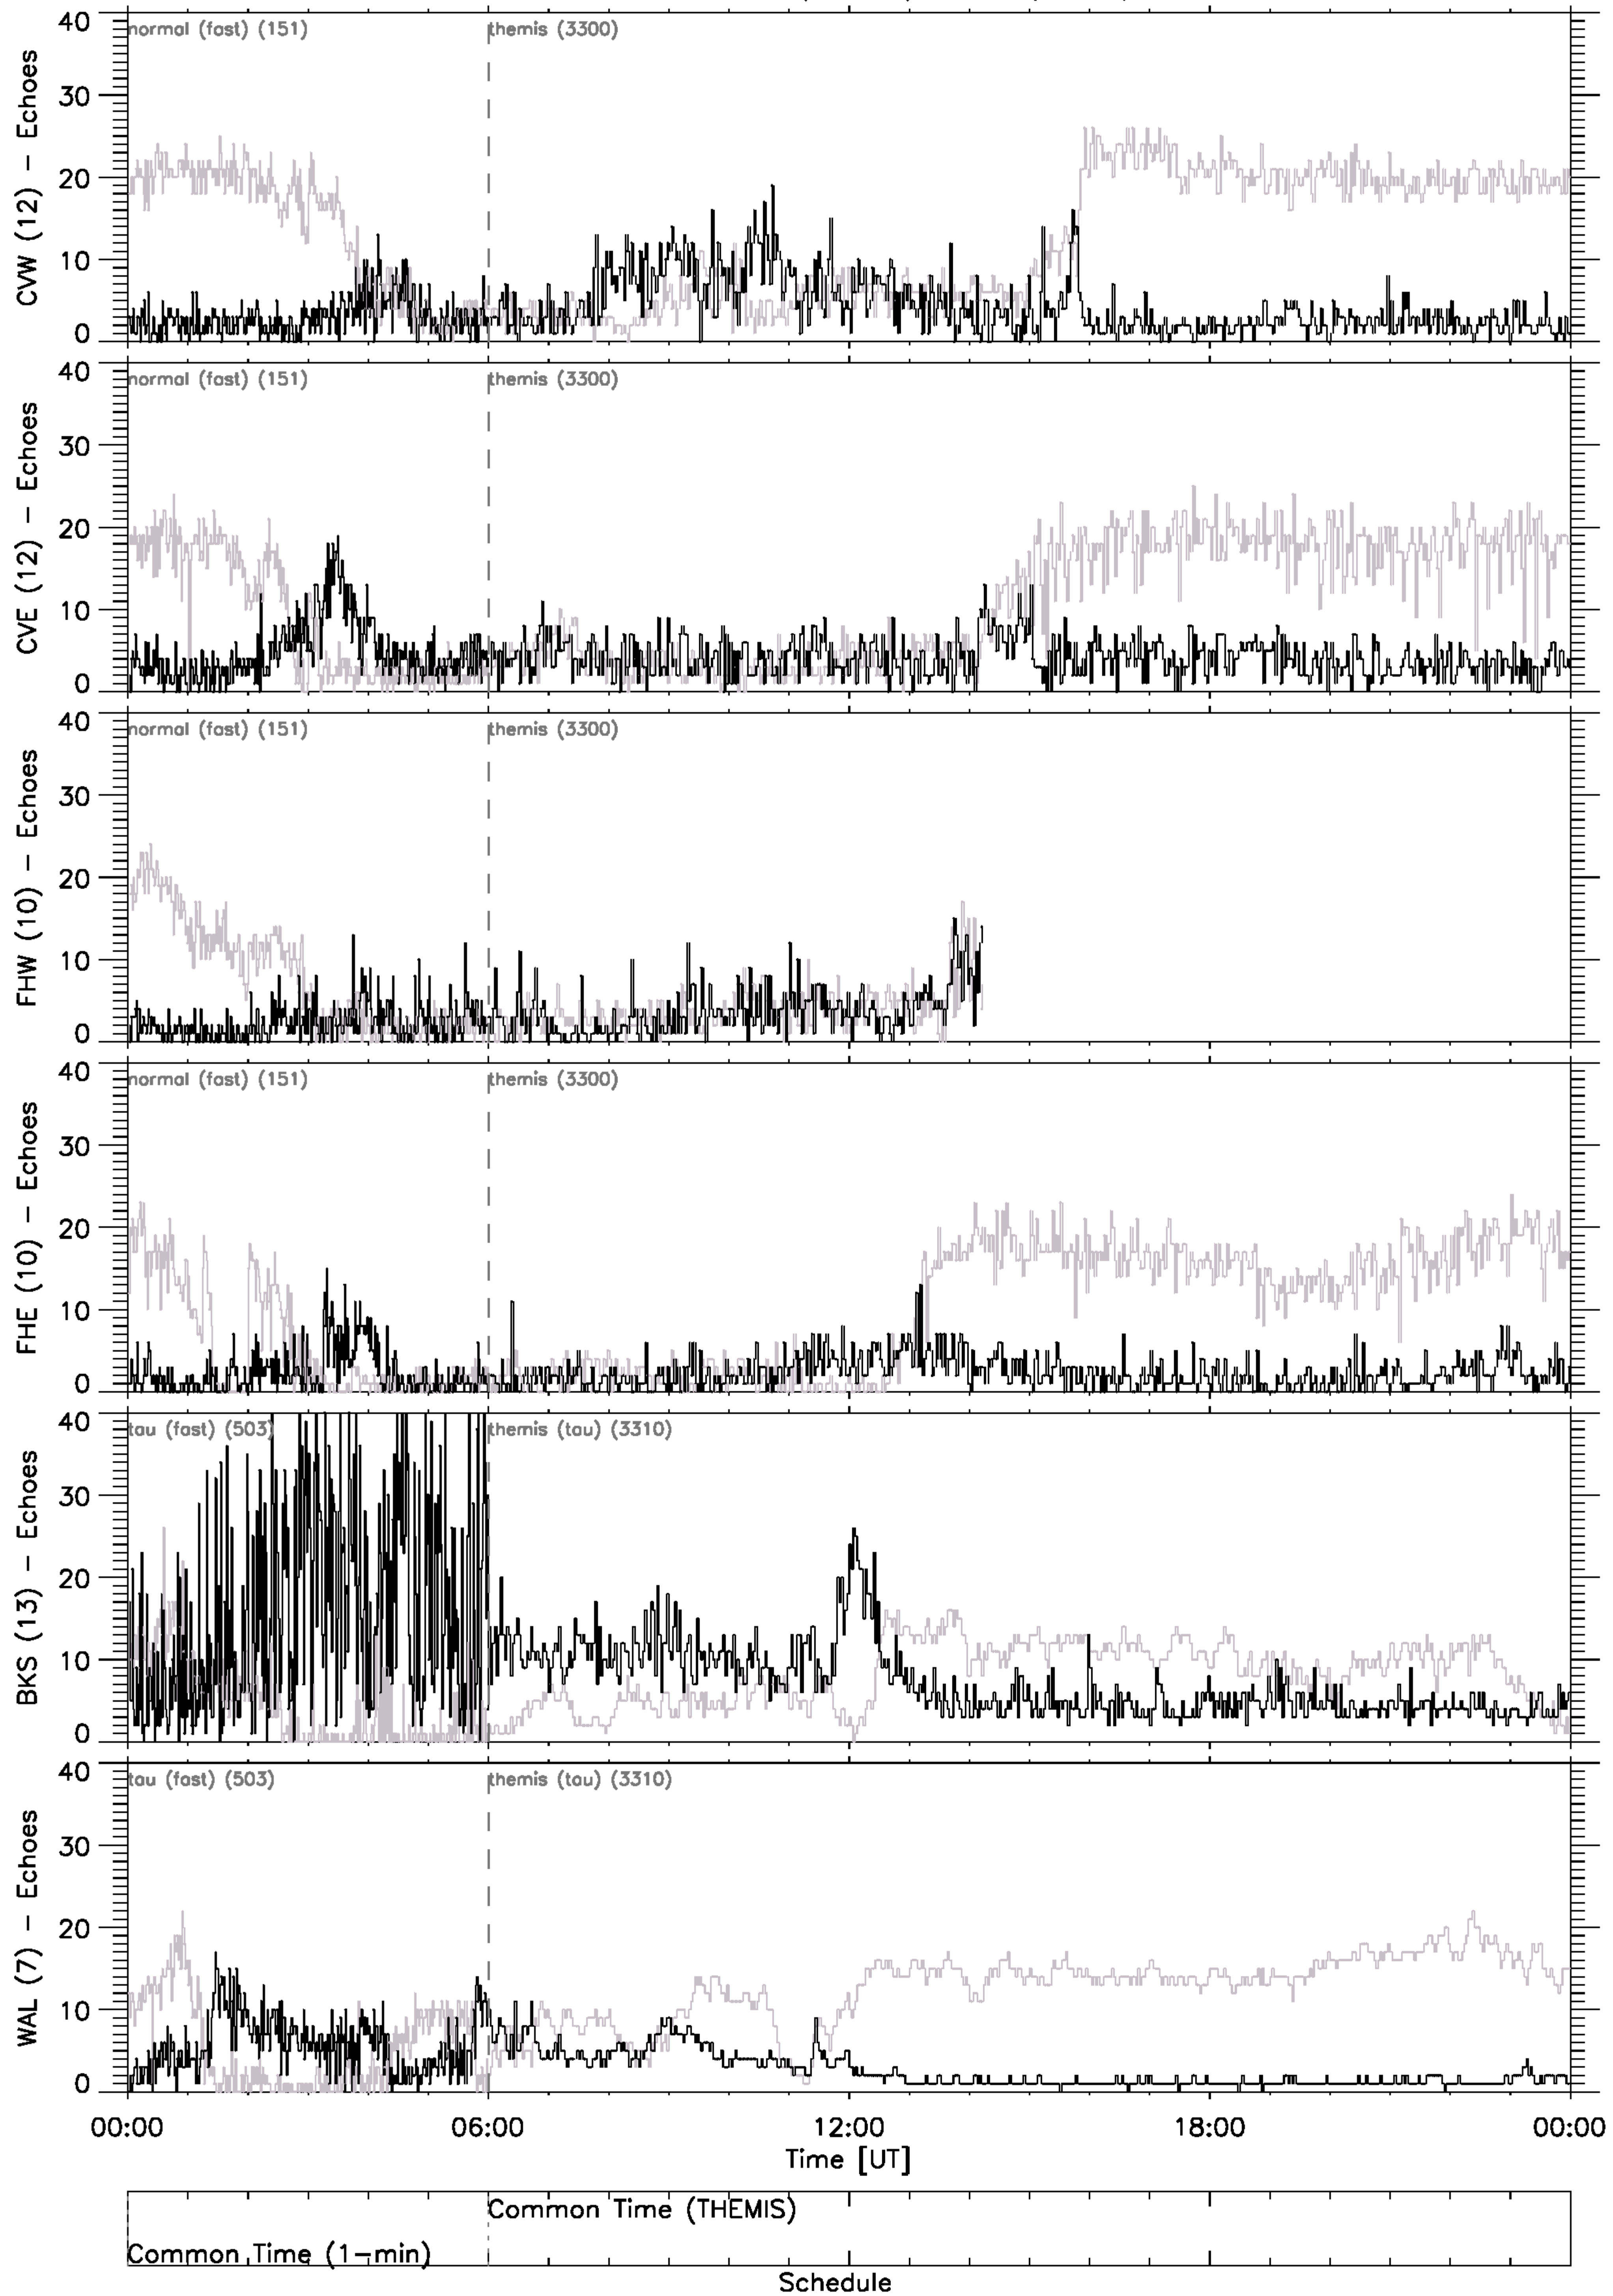 CVW (12) - Echoes
40
30
20
10
0
normal (fast) (151)
themis (3300)
CVE (12) - Echoes
40
30
20
10
0
normal (fast) (151)
themis (3300)
FHW (10) - Echoes
40
30
20
10
0
normal (fast) (151)
themis (3300)
FHE (10) - Echoes
40
30
20
10
0
normal (fast) (151)
themis (3300)
BKS (13) - Echoes
40
30
20
10
0
tau (fast) (503)
themis (tau) (3310)
WAL (7) - Echoes
40
30
20
10
0
tau (fast) (503)
themis (tau) (3310)
00:00 06:00 12:00 18:00 00:00
Time [UT]
Common Time (THEMIS)
Common Time (1-min)
Schedule